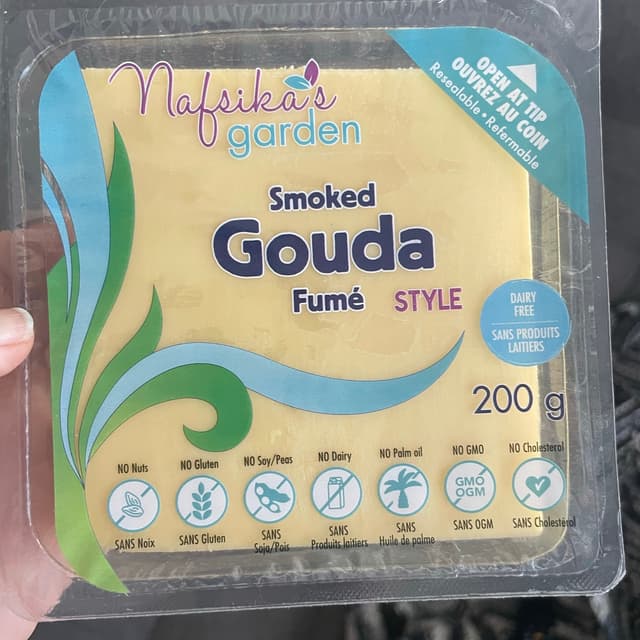 Nafsika's
garden
OPEN AT TIP
OUVREZ AU COIN
Resealable • Refermable
Smoked
Gouda
Fumé STYLE
DAIRY
FREE
SANS PRODUITS
LAITIERS
200 g
NO Nuts
SANS Noix
NO Gluten
SANS Gluten
NO Soy/Peas
SANS
Soja/Pois
NO Dairy
SANS
Produits laitiers
NO Palm oil
SANS
Huile de palme
NO GMO
GMO
OGM
SANS OGM
NO Cholesterol
SANS Cholestérol